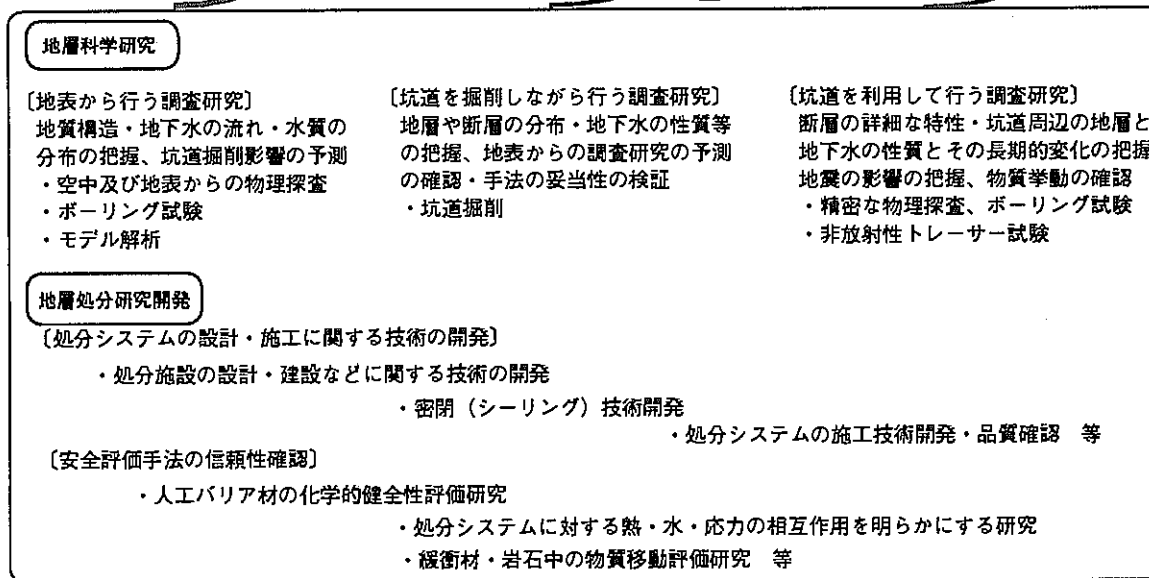 地層科学研究
〔地表から行う調査研究〕
地質構造・地下水の流れ・水質の
分布の把握、坑道掘削影響の予測
・空中及び地表からの物理探査
・ボーリング試験
・モデル解析
〔坑道を掘削しながら行う調査研究〕
地層や断層の分布・地下水の性質等
の把握、地表からの調査研究の予測
の確認・手法の妥当性の検証
・坑道掘削
〔坑道を利用して行う調査研究〕
断層の詳細な特性・坑道周辺の地層と
地下水の性質とその長期的変化の把握
地震の影響の把握、物質挙動の確認
・精密な物理探査、ボーリング試験
・非放射性トレーサー試験
地層処分研究開発
〔処分システムの設計・施工に関する技術の開発〕
・処分施設の設計・建設などに関する技術の開発
・密閉（シーリング）技術開発
・処分システムの施工技術開発・品質確認　等
〔安全評価手法の信頼性確認〕
・人工バリア材の化学的健全性評価研究
・処分システムに対する熱・水・応力の相互作用を明らかにする研究
・緩衝材・岩石中の物質移動評価研究　等